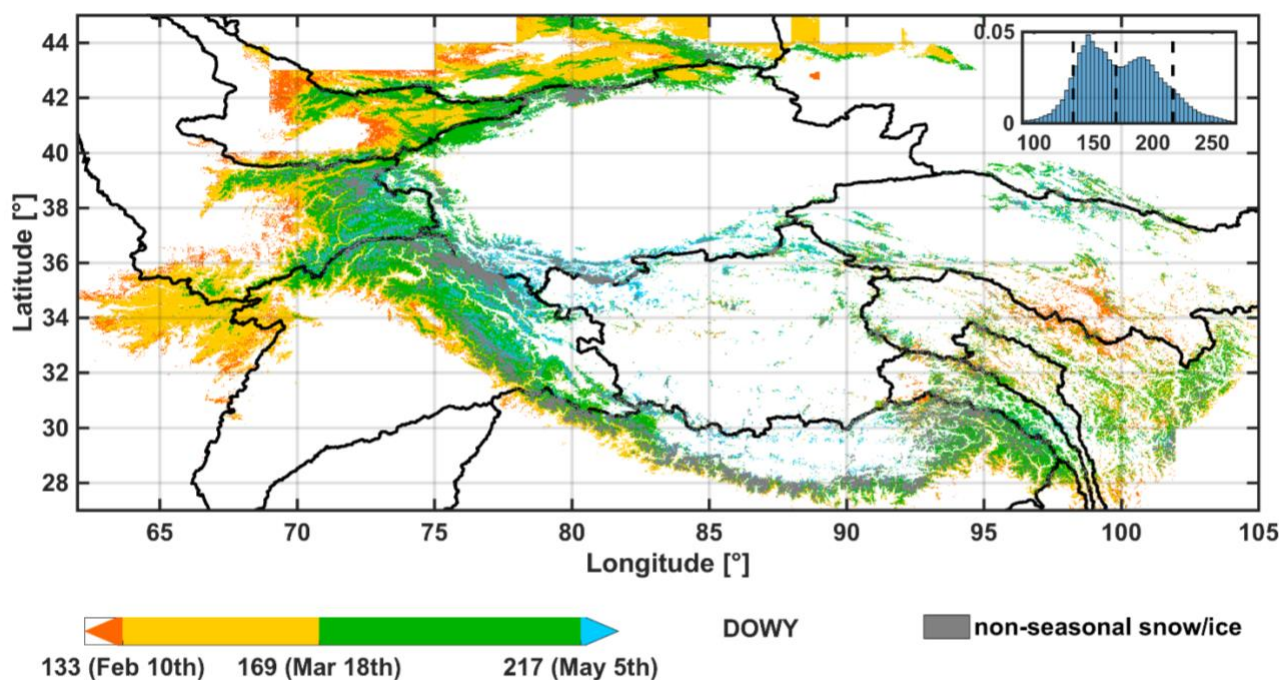 44
42
40
38
36
34
32
30
28
Latitude [°]
0.05
0
100 150 200 250
65 70 75 80 85 90 95 100 105
Longitude [°]
DOWY
non-seasonal snow/ice
133 (Feb 10th) 169 (Mar 18th) 217 (May 5th)